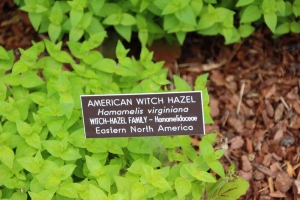 AMERICAN WITCH HAZEL
Hamamelis virginiana
WITCH-HAZEL FAMILY - Hamamelidaceae
Eastern North America